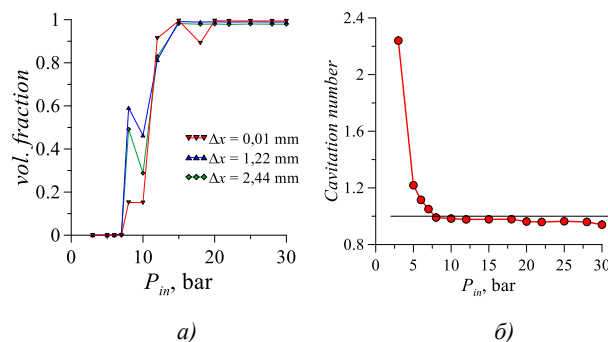 1
0.8
0.6
0.4
0.2
0
vol. fraction
Δx = 0,01 mm
Δx = 1,22 mm
Δx = 2,44 mm
0 10 20 30
P_in, bar
а)
2.4
2.0
1.6
1.2
0.8
Cavitation number
0 5 10 15 20 25 30
P_in, bar
б)